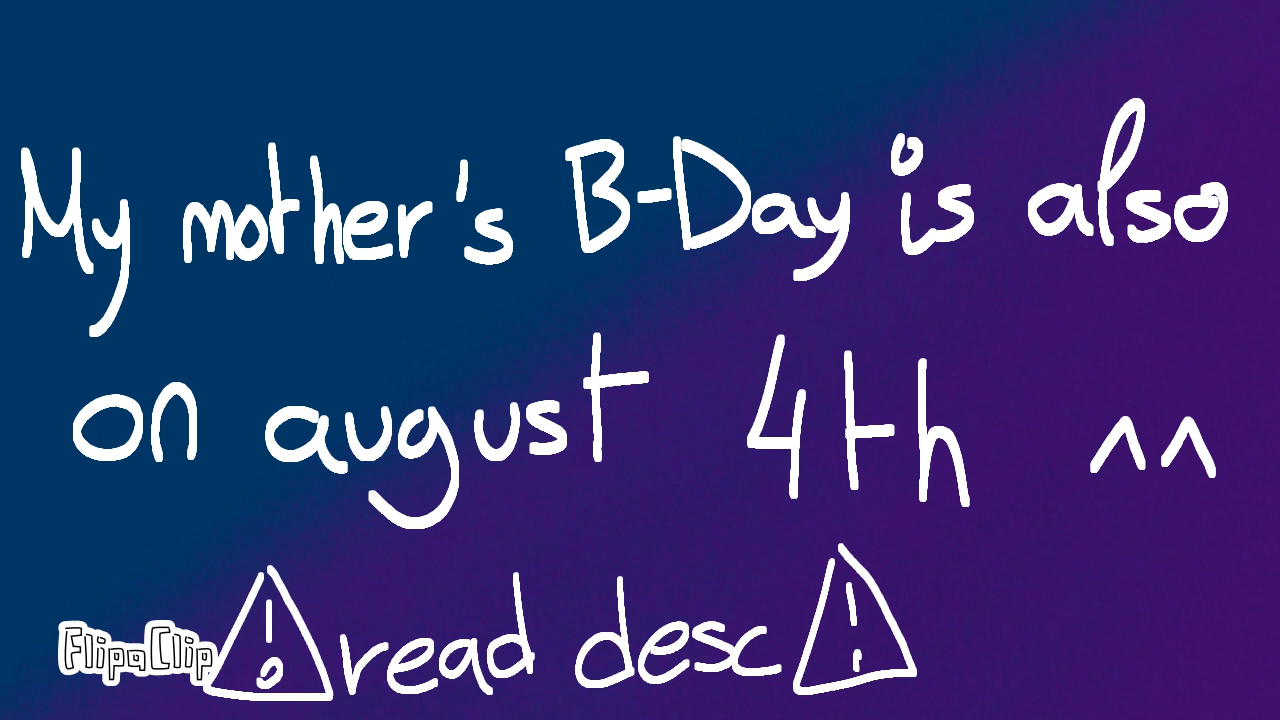 My mother's B-Day is also
on august 4th ^^
⚠read desc⚠
FlipaClip